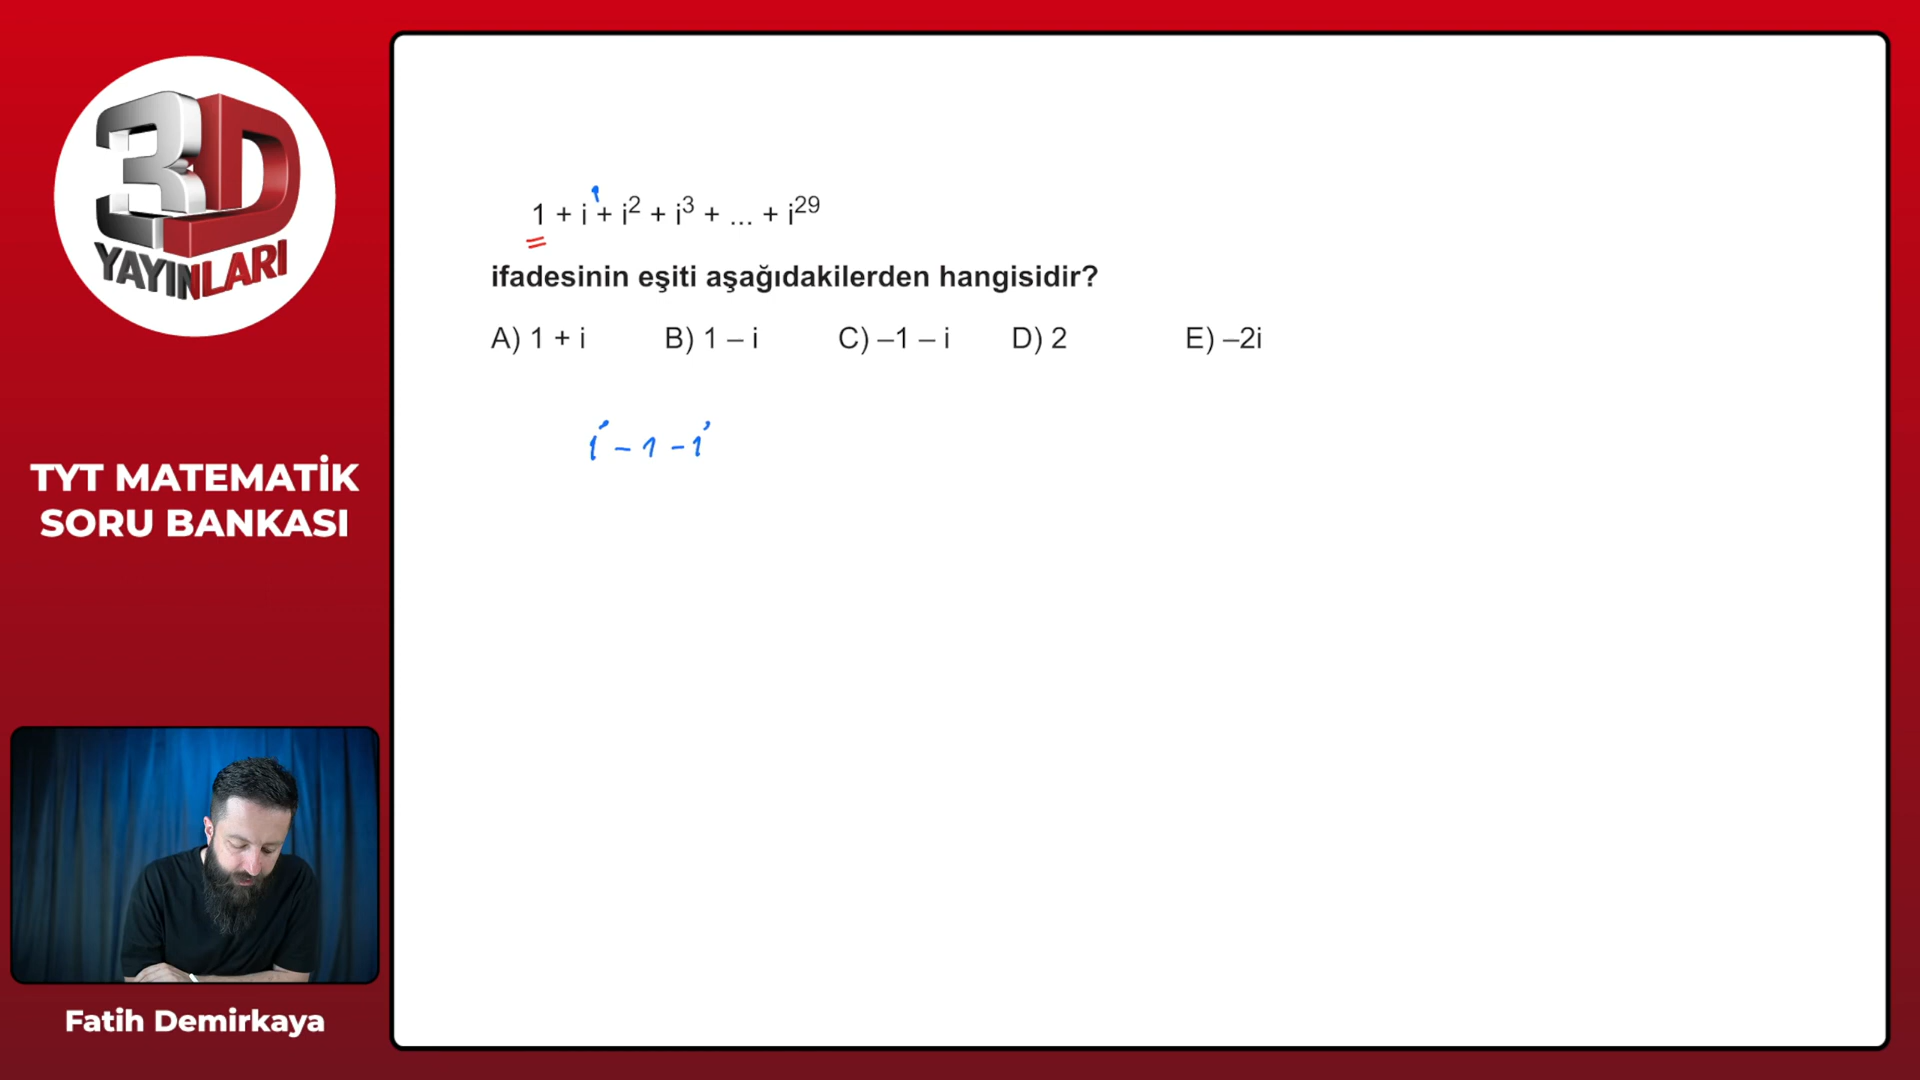 3D
YAYINLARI
TYT MATEMATİK
SORU BANKASI
Fatih Demirkaya
1 + i¹ + i² + i³ + ... + i²⁹
ifadesinin eşiti aşağıdakilerden hangisidir?
A) 1 + i B) 1 – i C) –1 – i D) 2 E) –2i
i – 1 – i